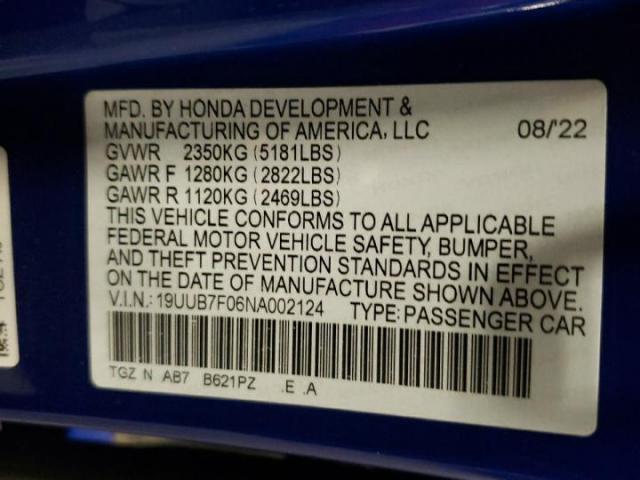 MFD. BY HONDA DEVELOPMENT &
MANUFACTURING OF AMERICA, LLC 08/'22
GVWR 2350KG (5181LBS)
GAWR F 1280KG (2822LBS)
GAWR R 1120KG (2469LBS)
THIS VEHICLE CONFORMS TO ALL APPLICABLE
FEDERAL MOTOR VEHICLE SAFETY, BUMPER,
AND THEFT PREVENTION STANDARDS IN EFFECT
ON THE DATE OF MANUFACTURE SHOWN ABOVE.
V.I.N.: 19UUB7F06NA002124 TYPE: PASSENGER CAR
TGZ N AB7 B621PZ .E .A